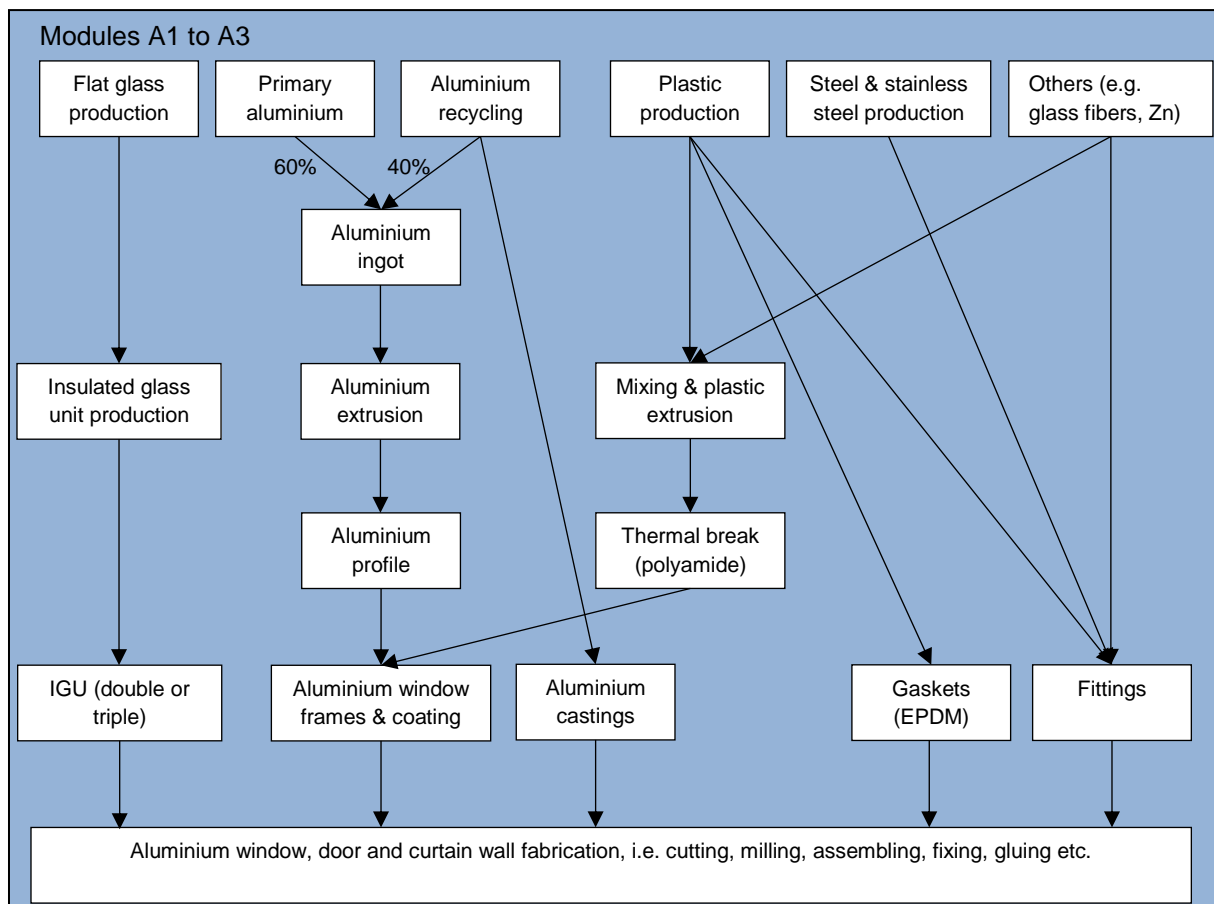 Modules A1 to A3
Flat glass
production
Primary
aluminium
Aluminium
recycling
Plastic
production
Steel & stainless
steel production
Others (e.g.
glass fibers, Zn)
60%
40%
Aluminium
ingot
Insulated glass
unit production
Aluminium
extrusion
Mixing & plastic
extrusion
Aluminium
profile
Thermal break
(polyamide)
IGU (double or
triple)
Aluminium window
frames & coating
Aluminium
castings
Gaskets
(EPDM)
Fittings
Aluminium window, door and curtain wall fabrication, i.e. cutting, milling, assembling, fixing, gluing etc.